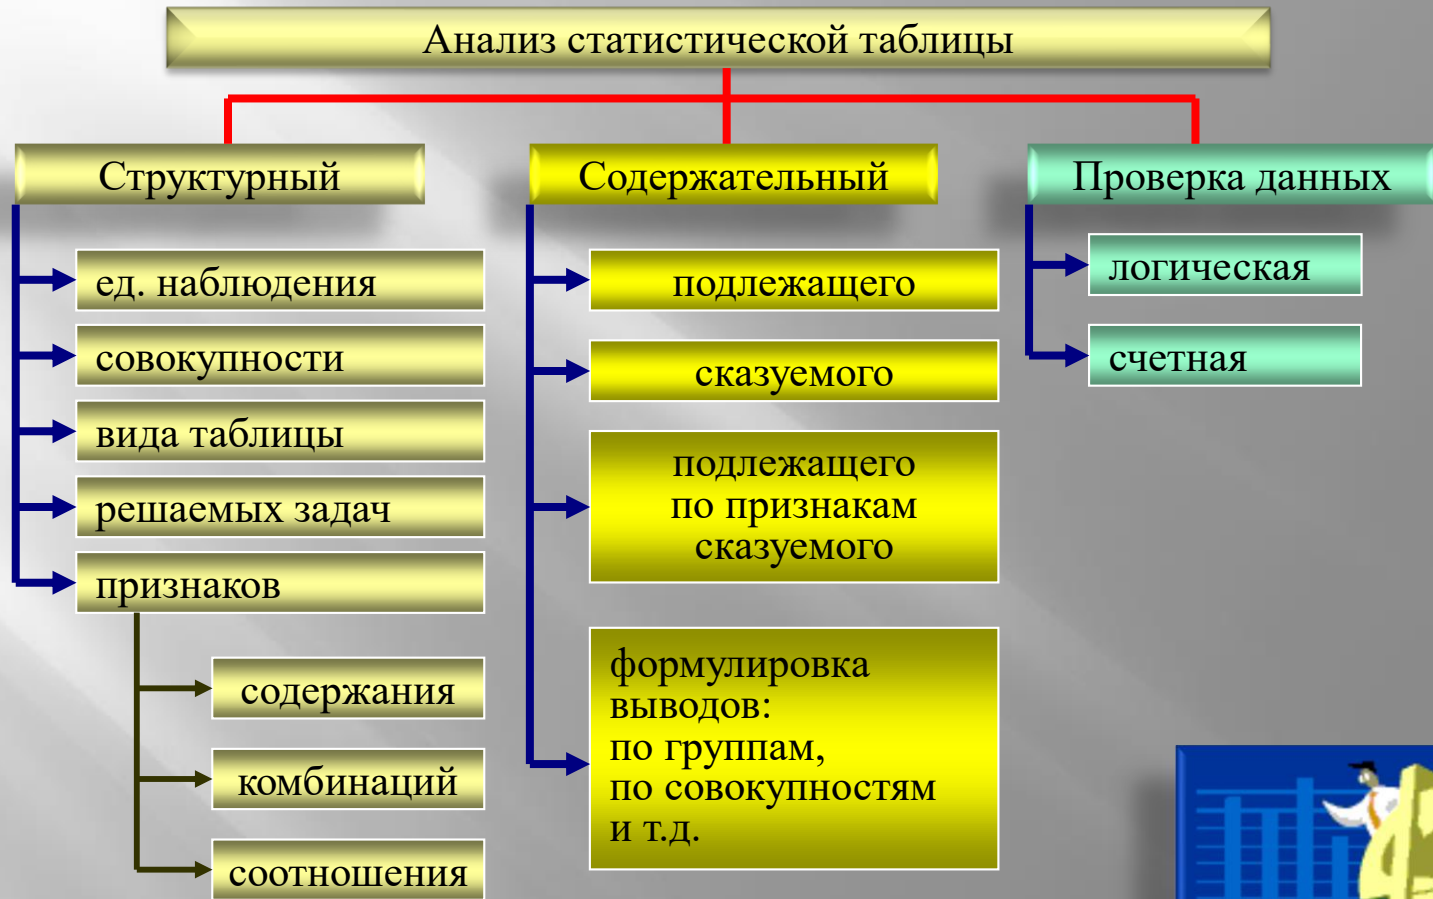 Анализ статистической таблицы
Структурный
ед. наблюдения
совокупности
вида таблицы
решаемых задач
признаков
содержания
комбинаций
соотношения
Содержательный
подлежащего
сказуемого
подлежащего
по признакам
сказуемого
формулировка
выводов:
по группам,
по совокупностям
и т.д.
Проверка данных
логическая
счетная